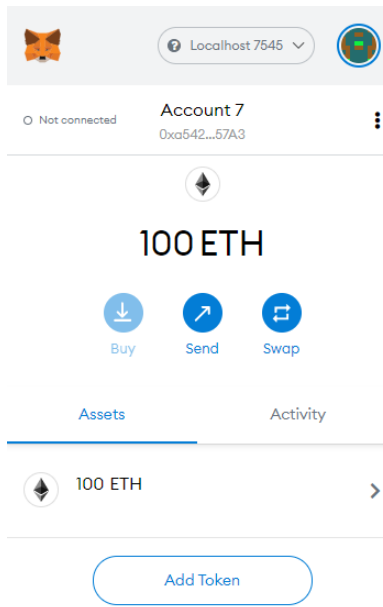 Localhost 7545
Not connected
Account 7
0xa542...57A3
100 ETH
Buy
Send
Swap
Assets
Activity
100 ETH
Add Token